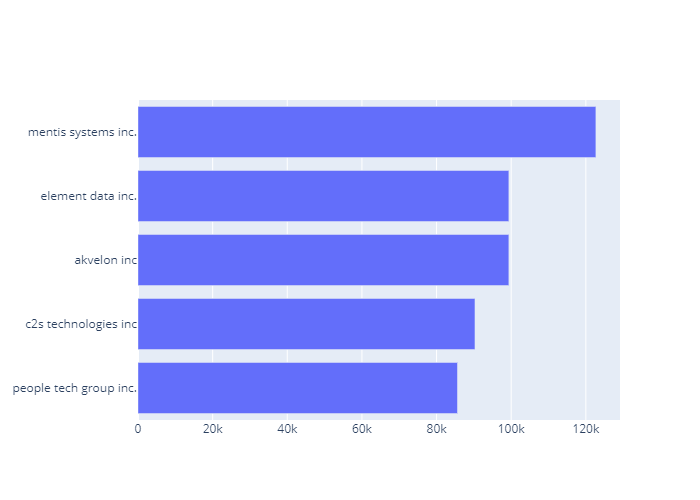 mentis systems inc.
element data inc.
akvelon inc
c2s technologies inc
people tech group inc.
0 20k 40k 60k 80k 100k 120k